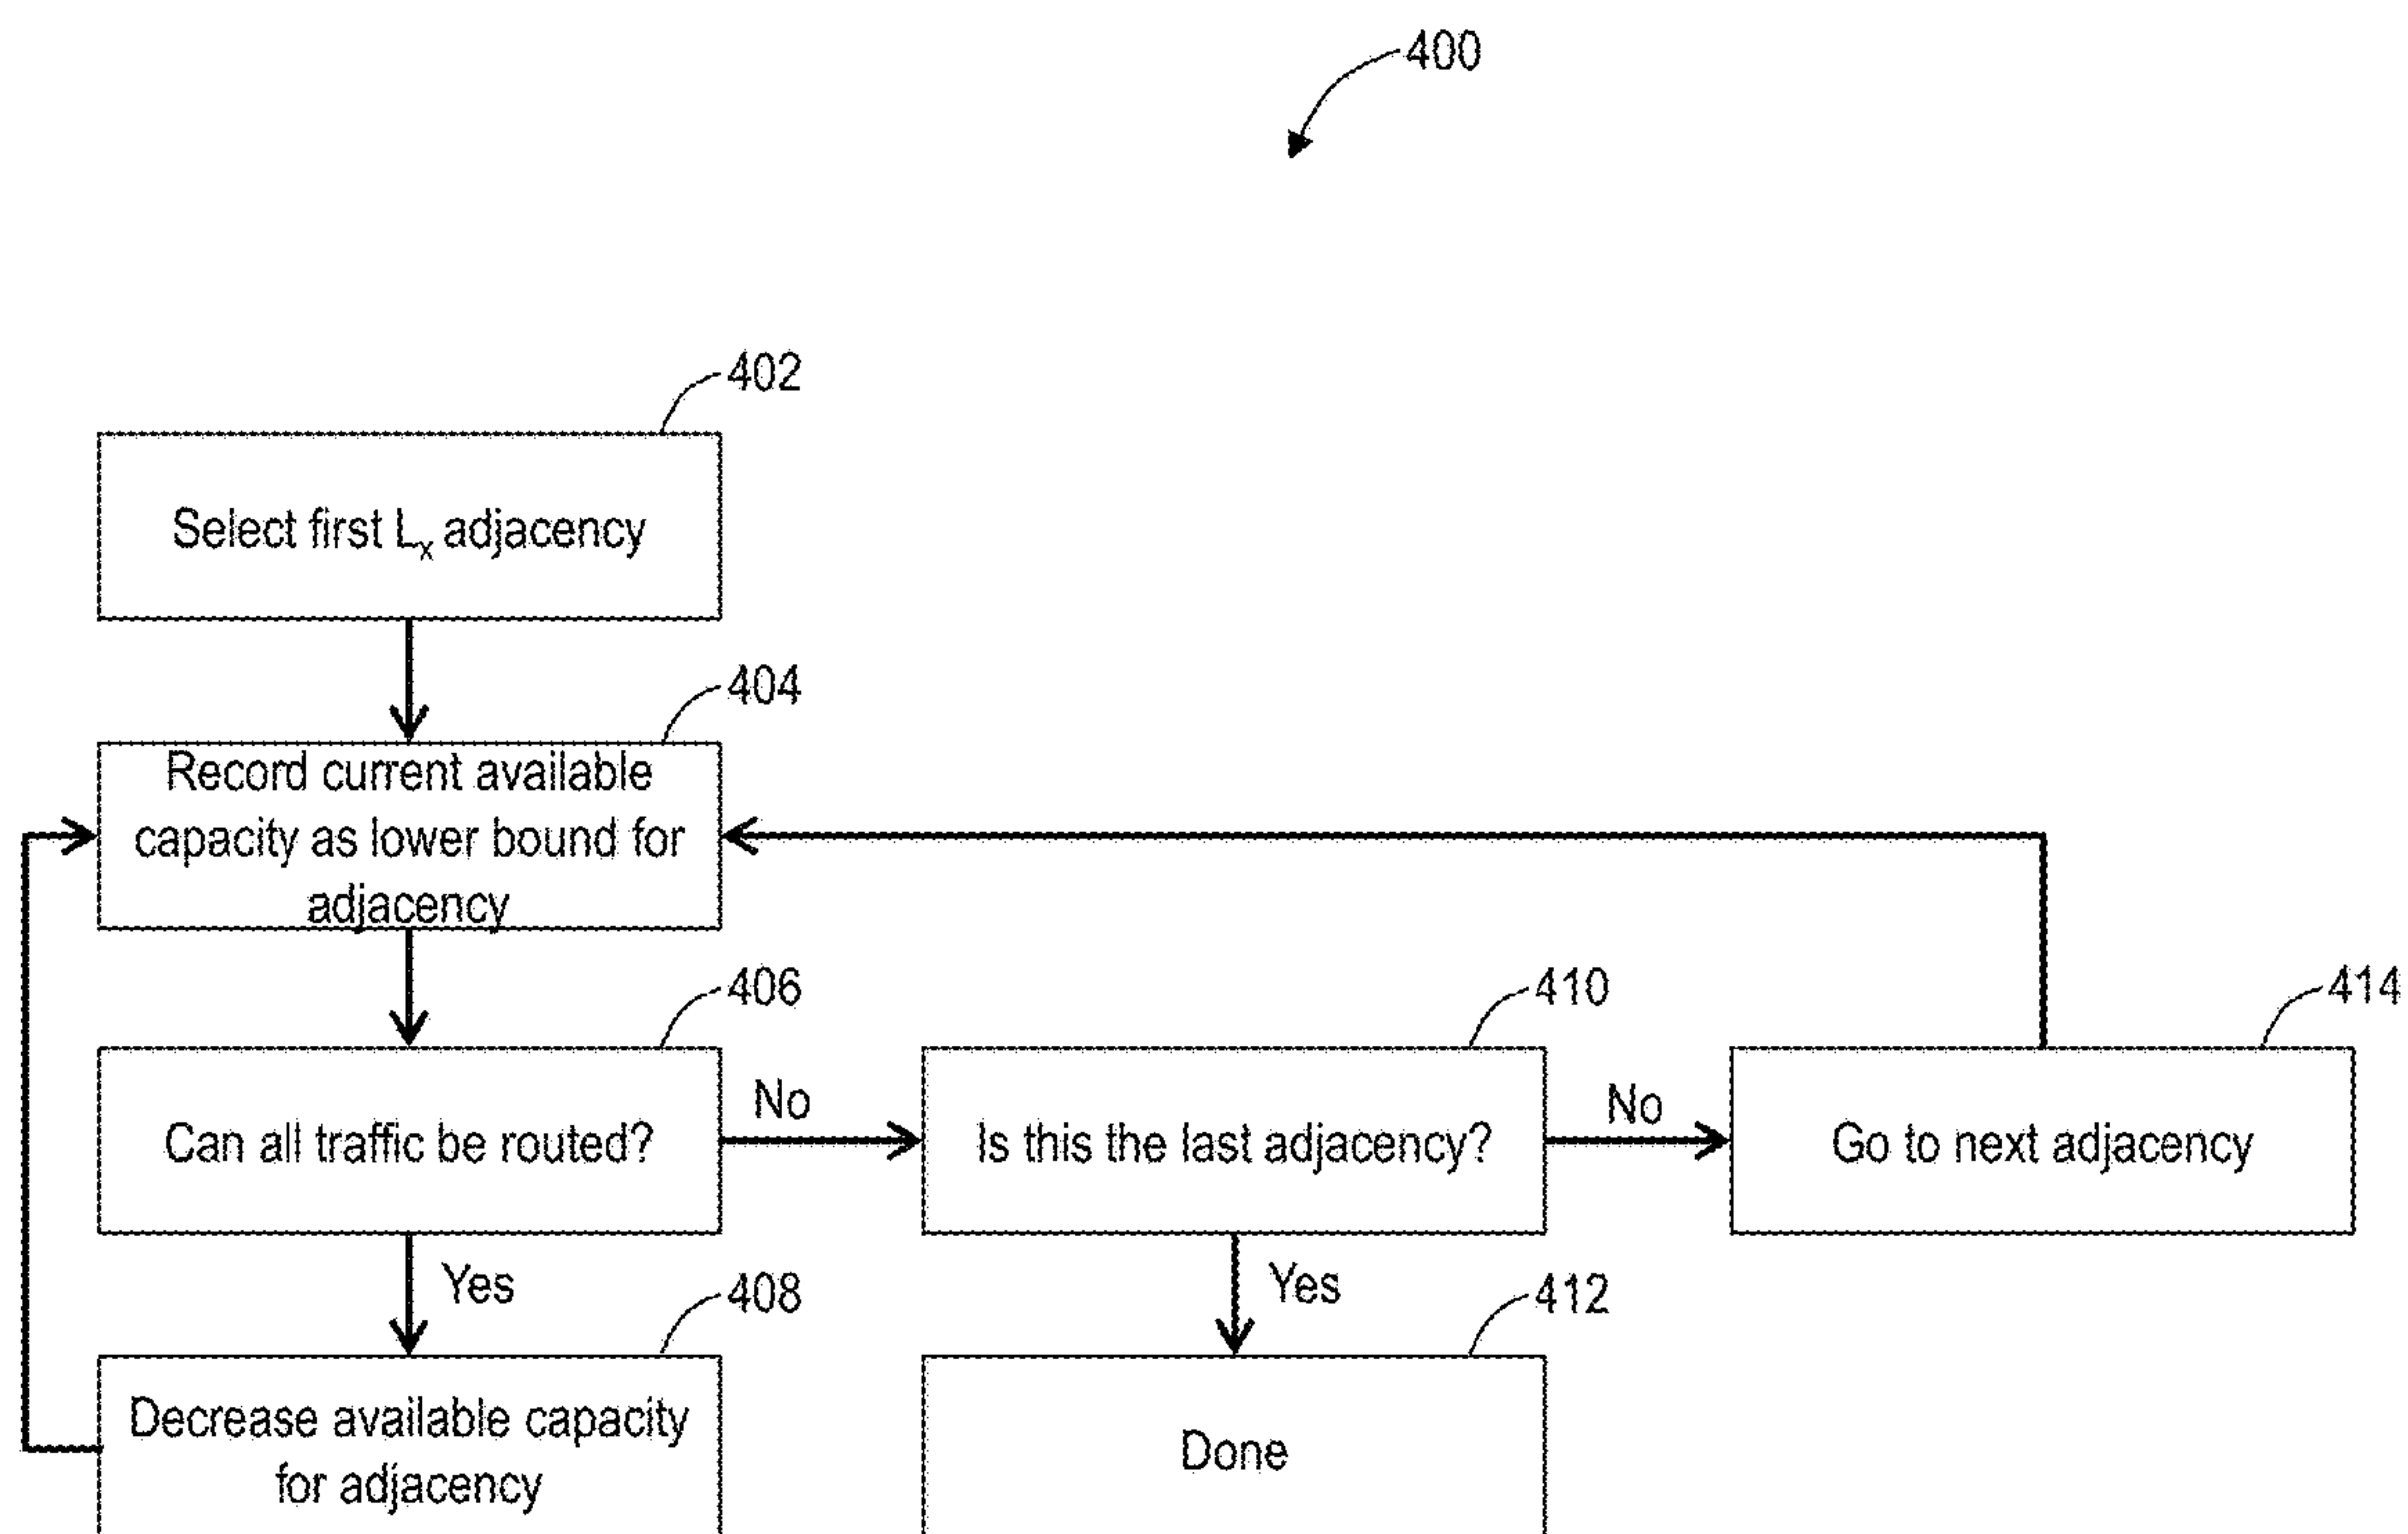 400
402
Select first Lx adjacency
404
Record current available
capacity as lower bound for
adjacency
406
410
414
Can all traffic be routed?
No
Is this the last adjacency?
No
Go to next adjacency
Yes
408
Yes
412
Decrease available capacity
for adjacency
Done